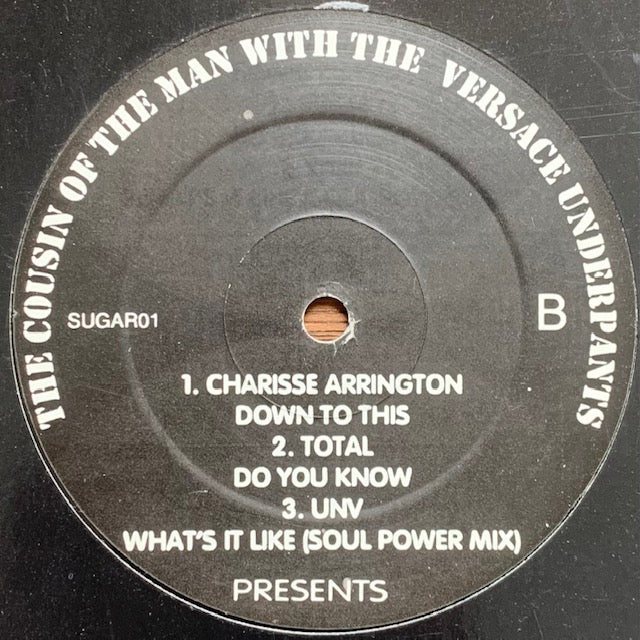 THE COUSIN OF THE MAN WITH THE VERSACE UNDERPANTS
SUGAR01
B
1. CHARISSE ARRINGTON
DOWN TO THIS
2. TOTAL
DO YOU KNOW
3. UNV
WHAT'S IT LIKE (SOUL POWER MIX)
PRESENTS